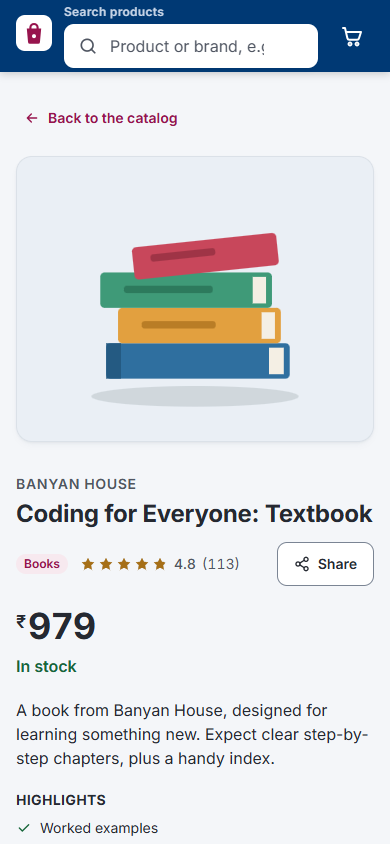 Search products
Product or brand, e.g
Back to the catalog
BANYAN HOUSE
Coding for Everyone: Textbook
Books
4.8 (113)
Share
₹979
In stock
A book from Banyan House, designed for
learning something new. Expect clear step-by-
step chapters, plus a handy index.
HIGHLIGHTS
Worked examples